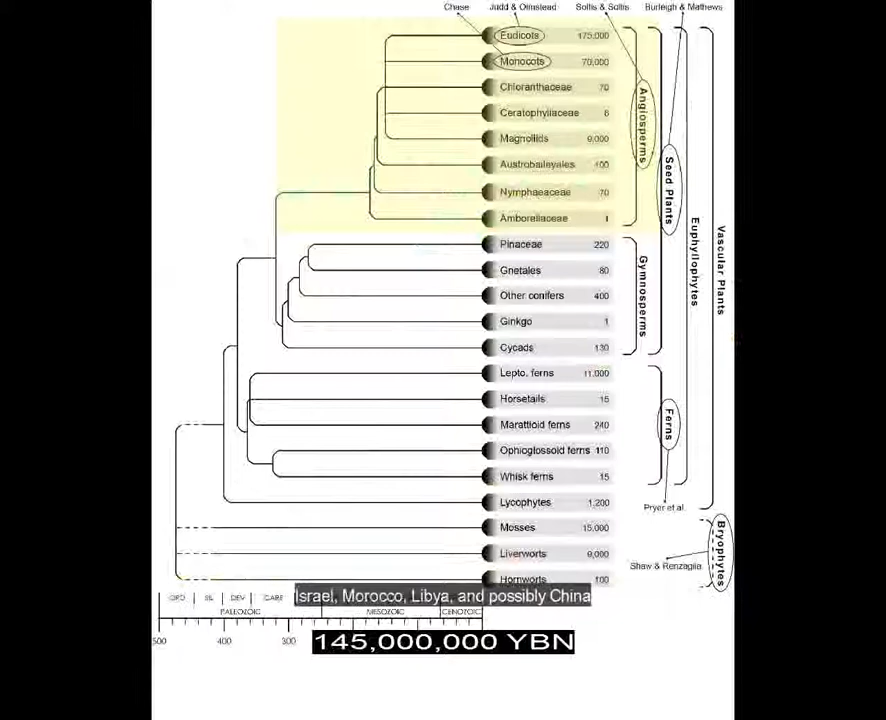 Chase Judd & Olmstead Soltis & Soltis Burleigh & Mathews
Eudicots 175,000
Monocots 70,000
Chloranthaceae 70
Ceratophyllaceae 6
Magnoliids 9,000
Austrobaileyales 100
Nymphaeaceae 70
Amborellaceae 1
Angiosperms
Seed Plants
Euphyllophytes
Vascular Plants
Pinaceae 220
Gnetales 80
Other conifers 400
Ginkgo 1
Cycads 130
Gymnosperms
Lepto. ferns 11,000
Horsetails 15
Marattioid ferns 240
Ophioglossoid ferns 110
Whisk ferns 15
Ferns
Lycophytes 1,200
Pryer et al.
Mosses 15,000
Liverworts 9,000
Hornworts 100
Shaw & Renzaglia
Bryophytes
Israel, Morocco, Libya, and possibly China
ORD SIL DEV CARB
PALEOZOIC MESOZOIC CENOTOIC
500 400 300
145,000,000 YBN